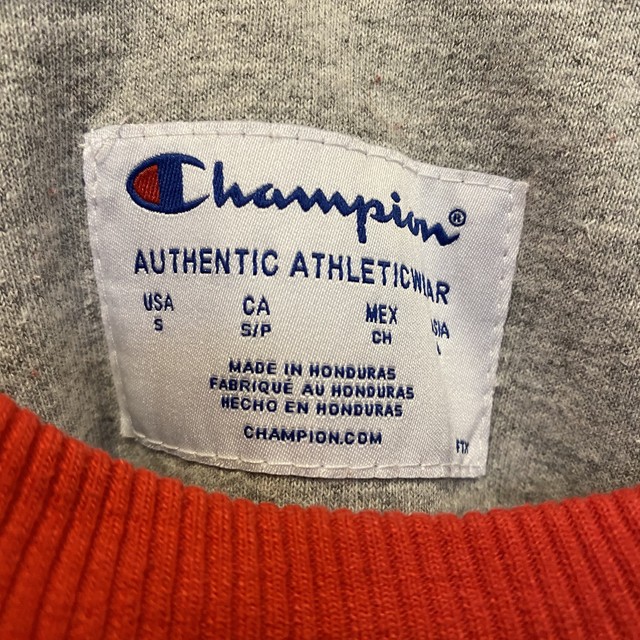 Champion®
AUTHENTIC ATHLETICWEAR
USA CA MEX
S S/P CH
MADE IN HONDURAS
FABRIQUÉ AU HONDURAS
HECHO EN HONDURAS
CHAMPION.COM